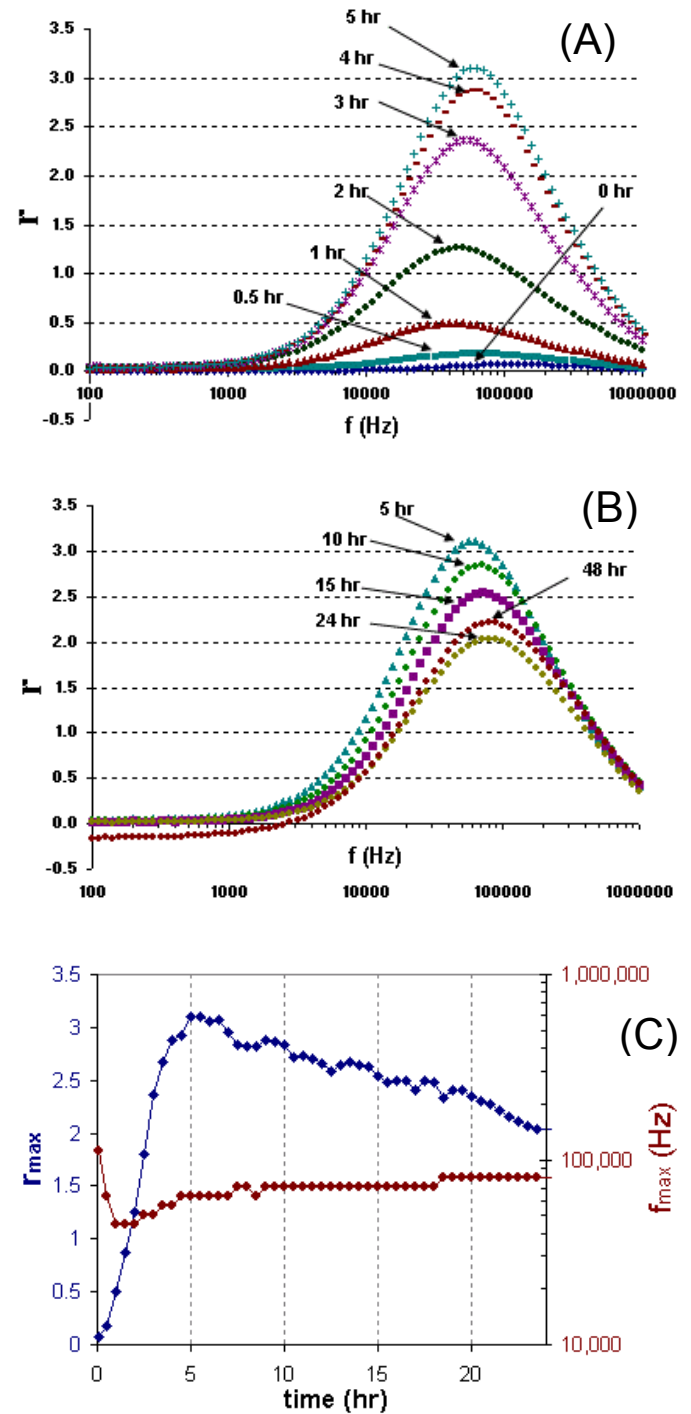 (A)
5 hr
4 hr
3 hr
2 hr
1 hr
0.5 hr
0 hr
3.5
3.0
2.5
2.0
1.5
1.0
0.5
0.0
-0.5
r
100
1000
10000
100000
1000000
f (Hz)
(B)
5 hr
10 hr
15 hr
24 hr
48 hr
3.5
3.0
2.5
2.0
1.5
1.0
0.5
0.0
-0.5
r
f (Hz)
100
1000
10000
100000
1000000
(C)
3.5
3
2.5
2
1.5
1
0.5
0
rmax
1,000,000
100,000
10,000
fmax (Hz)
0
5
10
15
20
time (hr)